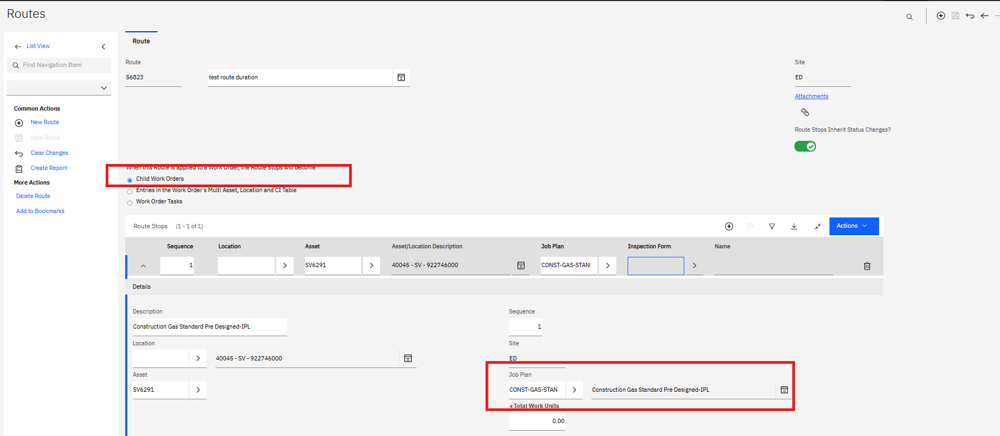 Routes
List View
Find Navigation Item
Common Actions
New Route
Save Route
Clear Changes
Create Report
More Actions
Delete Route
Add to Bookmarks
Route
Route
56823 test route duration
Site
ED
Attachments
Route Stops Inherit Status Changes?
When this Route is applied to a Work Order, the Route Stops will become
Child Work Orders
Entries in the Work Order's Multi Asset, Location and CI Table
Work Order Tasks
Route Stops (1 - 1 of 1) Actions
Sequence Location Asset Asset/Location Description Job Plan Inspection Form Name
1 SV6291 40045 - SV - 922746000 CONST-GAS-STAN
Details
Description
Construction Gas Standard Pre Designed-IPL
Location
40045 - SV - 922746000
Asset
SV6291
Sequence
1
Site
ED
Job Plan
CONST-GAS-STAN Construction Gas Standard Pre Designed-IPL
* Total Work Units
0.00